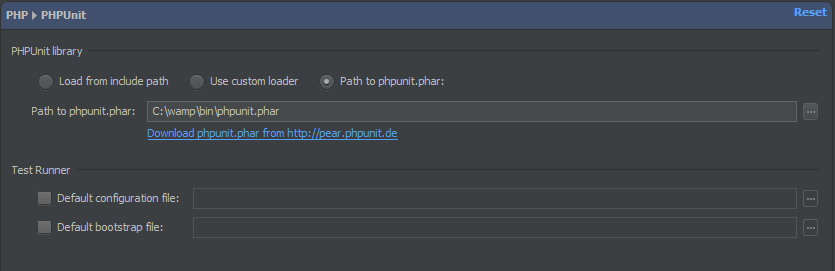 PHP ▸ PHPUnit Reset
PHPUnit library
Load from include path Use custom loader Path to phpunit.phar:
Path to phpunit.phar: C:\wamp\bin\phpunit.phar ...
Download phpunit.phar from http://pear.phpunit.de
Test Runner
Default configuration file: ...
Default bootstrap file: ...